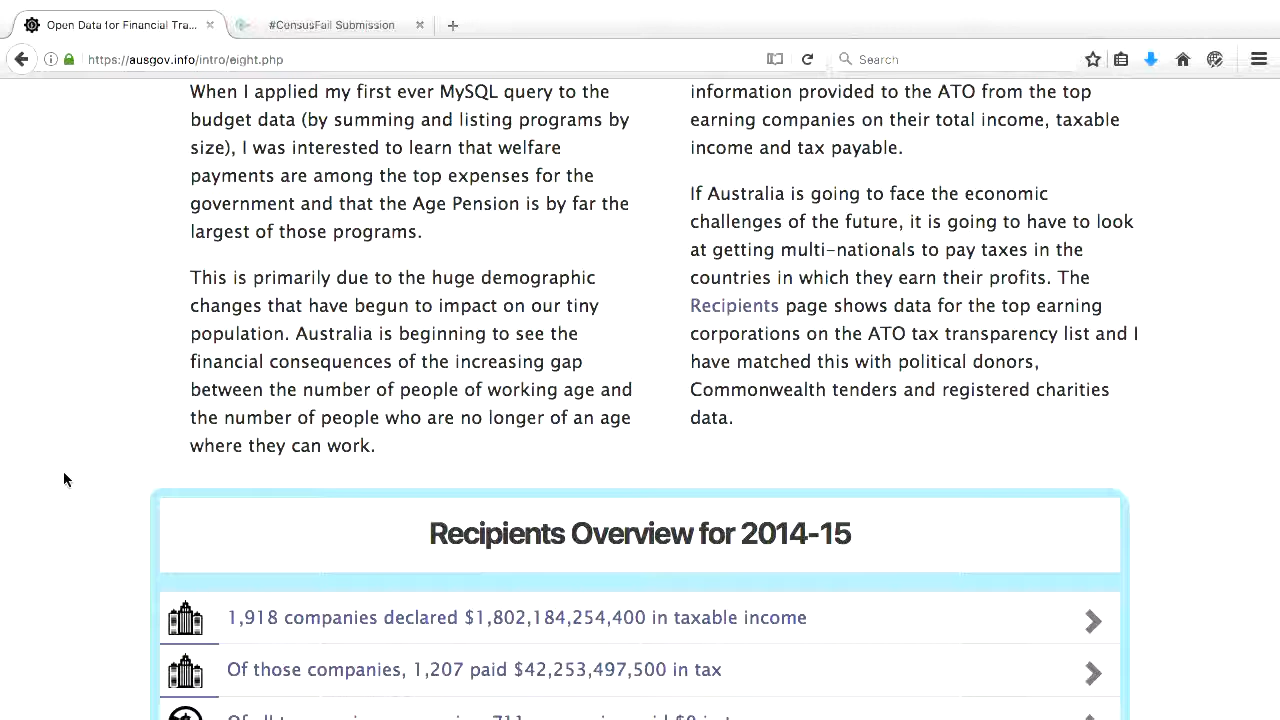 Open Data for Financial Tra...
#CensusFail Submission
https://ausgov.info/intro/eight.php
Search
When I applied my first ever MySQL query to the
budget data (by summing and listing programs by
size), I was interested to learn that welfare
payments are among the top expenses for the
government and that the Age Pension is by far the
largest of those programs.
This is primarily due to the huge demographic
changes that have begun to impact on our tiny
population. Australia is beginning to see the
financial consequences of the increasing gap
between the number of people of working age and
the number of people who are no longer of an age
where they can work.
information provided to the ATO from the top
earning companies on their total income, taxable
income and tax payable.
If Australia is going to face the economic
challenges of the future, it is going to have to look
at getting multi-nationals to pay taxes in the
countries in which they earn their profits. The
Recipients page shows data for the top earning
corporations on the ATO tax transparency list and I
have matched this with political donors,
Commonwealth tenders and registered charities
data.
Recipients Overview for 2014-15
1,918 companies declared $1,802,184,254,400 in taxable income
Of those companies, 1,207 paid $42,253,497,500 in tax